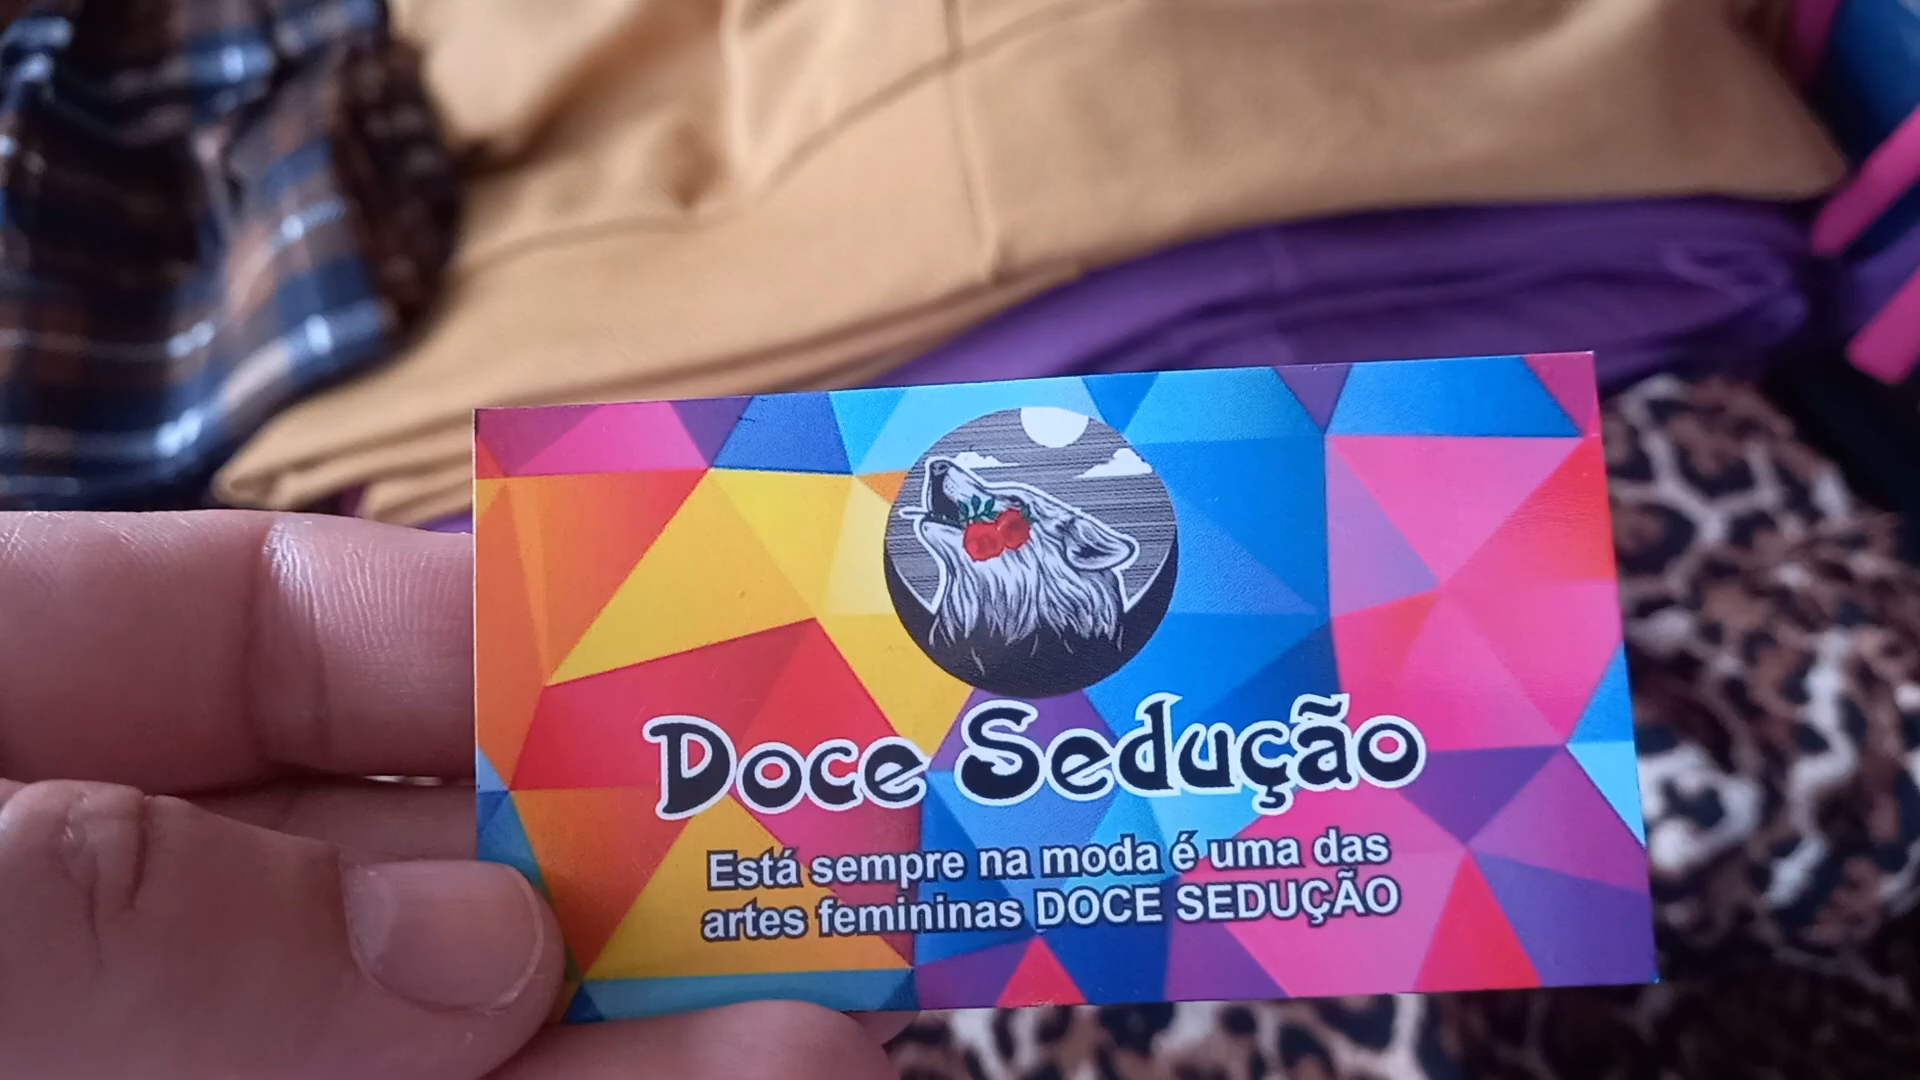 Doce Sedução
Está sempre na moda é uma das
artes femininas DOCE SEDUÇÃO